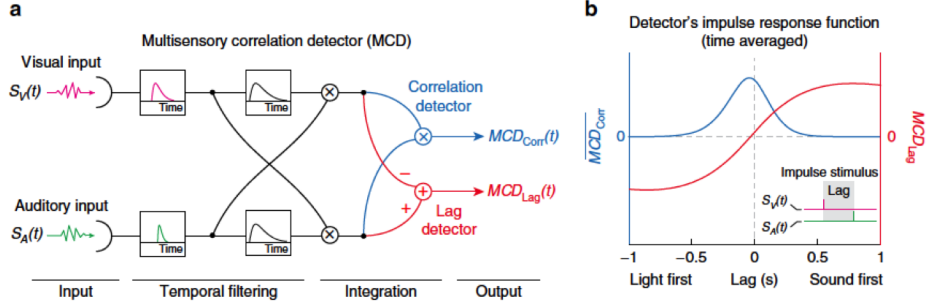 a
Multisensory correlation detector (MCD)
Visual input
S_V(t)
Time
Time
Correlation
detector
MCD_Corr(t)
MCD_Lag(t)
Lag
detector
−
+
×
×
×
+
Auditory input
S_A(t)
Time
Time
Input
Temporal filtering
Integration
Output
b
Detector's impulse response function
(time averaged)
MCD_Corr
0
0
MCD_Lag
Impulse stimulus
Lag
S_V(t)
S_A(t)
−1
−0.5
0
0.5
1
Light first
Lag (s)
Sound first